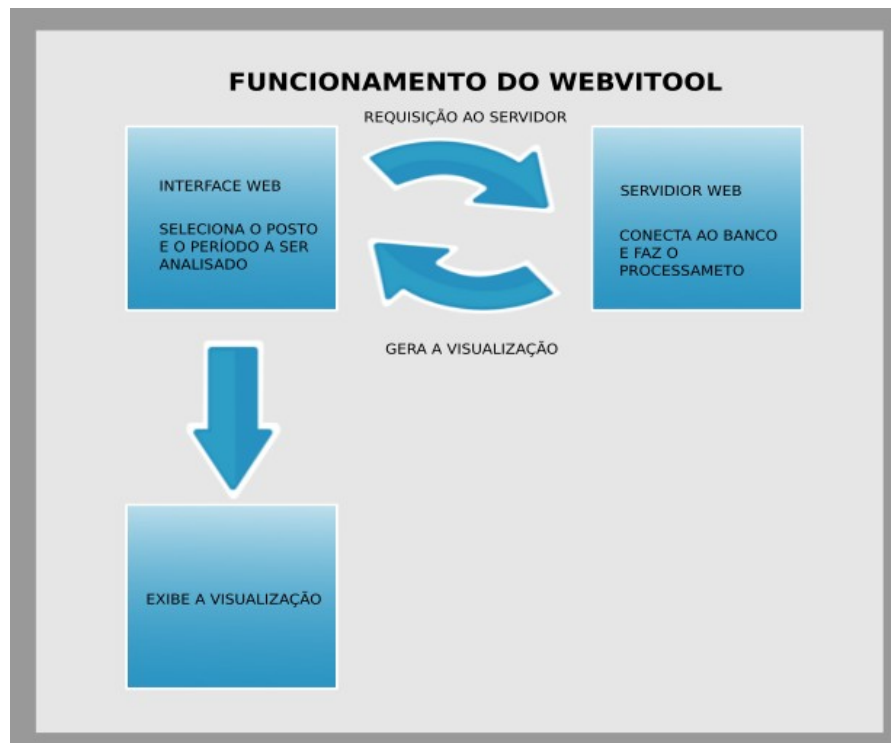 FUNCIONAMENTO DO WEBVITOOL
REQUISIÇÃO AO SERVIDOR
INTERFACE WEB
SELECIONA O POSTO
E O PERÍODO A SER
ANALISADO
SERVIDIOR WEB
CONECTA AO BANCO
E FAZ O
PROCESSAMETO
GERA A VISUALIZAÇÃO
EXIBE A VISUALIZAÇÃO